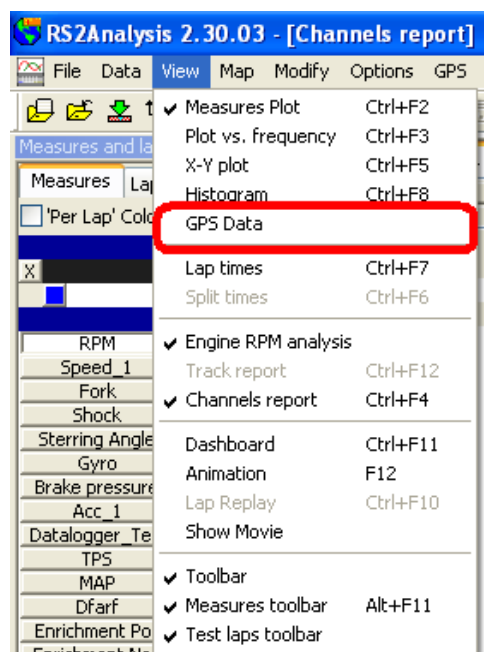 RS2Analysis 2.30.03 - [Channels report]
File Data View Map Modify Options GPS
Measures and la
Measures La
'Per Lap' Colo
X
RPM
Speed_1
Fork
Shock
Sterring Angle
Gyro
Brake pressure
Acc_1
Datalogger_Te
TPS
MAP
Dfarf
Enrichment Po
Measures Plot Ctrl+F2
Plot vs. frequency Ctrl+F3
X-Y plot Ctrl+F5
Histogram Ctrl+F8
GPS Data
Lap times Ctrl+F7
Split times Ctrl+F6
Engine RPM analysis
Track report Ctrl+F12
Channels report Ctrl+F4
Dashboard Ctrl+F11
Animation F12
Lap Replay Ctrl+F10
Show Movie
Toolbar
Measures toolbar Alt+F11
Test laps toolbar